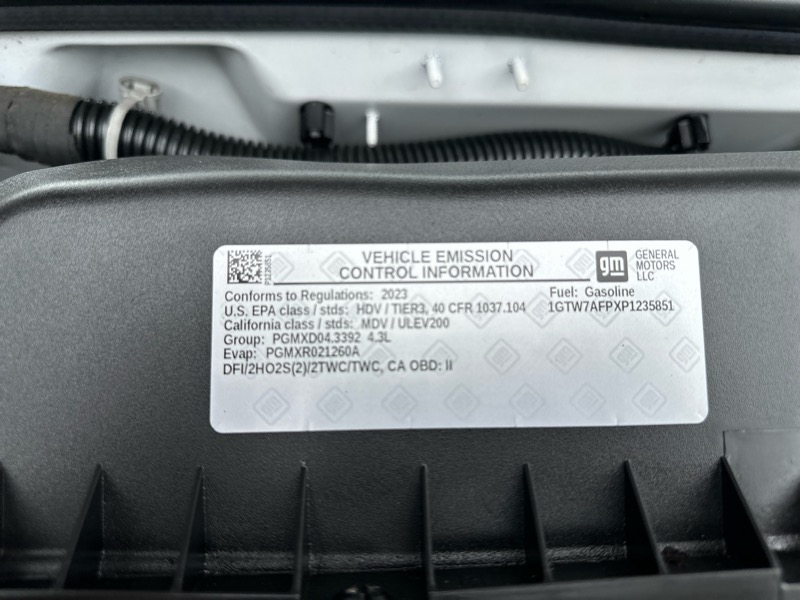 VEHICLE EMISSION
CONTROL INFORMATION
gm
GENERAL
MOTORS
LLC
P1235851
Conforms to Regulations: 2023
Fuel: Gasoline
U.S. EPA class / stds: HDV / TIER3, 40 CFR 1037.104
1GTW7AFPXP1235851
California class / stds: MDV / ULEV200
Group: PGMXD04.3392 4.3L
Evap: PGMXR021260A
DFI/2HO2S(2)/2TWC/TWC, CA OBD: II